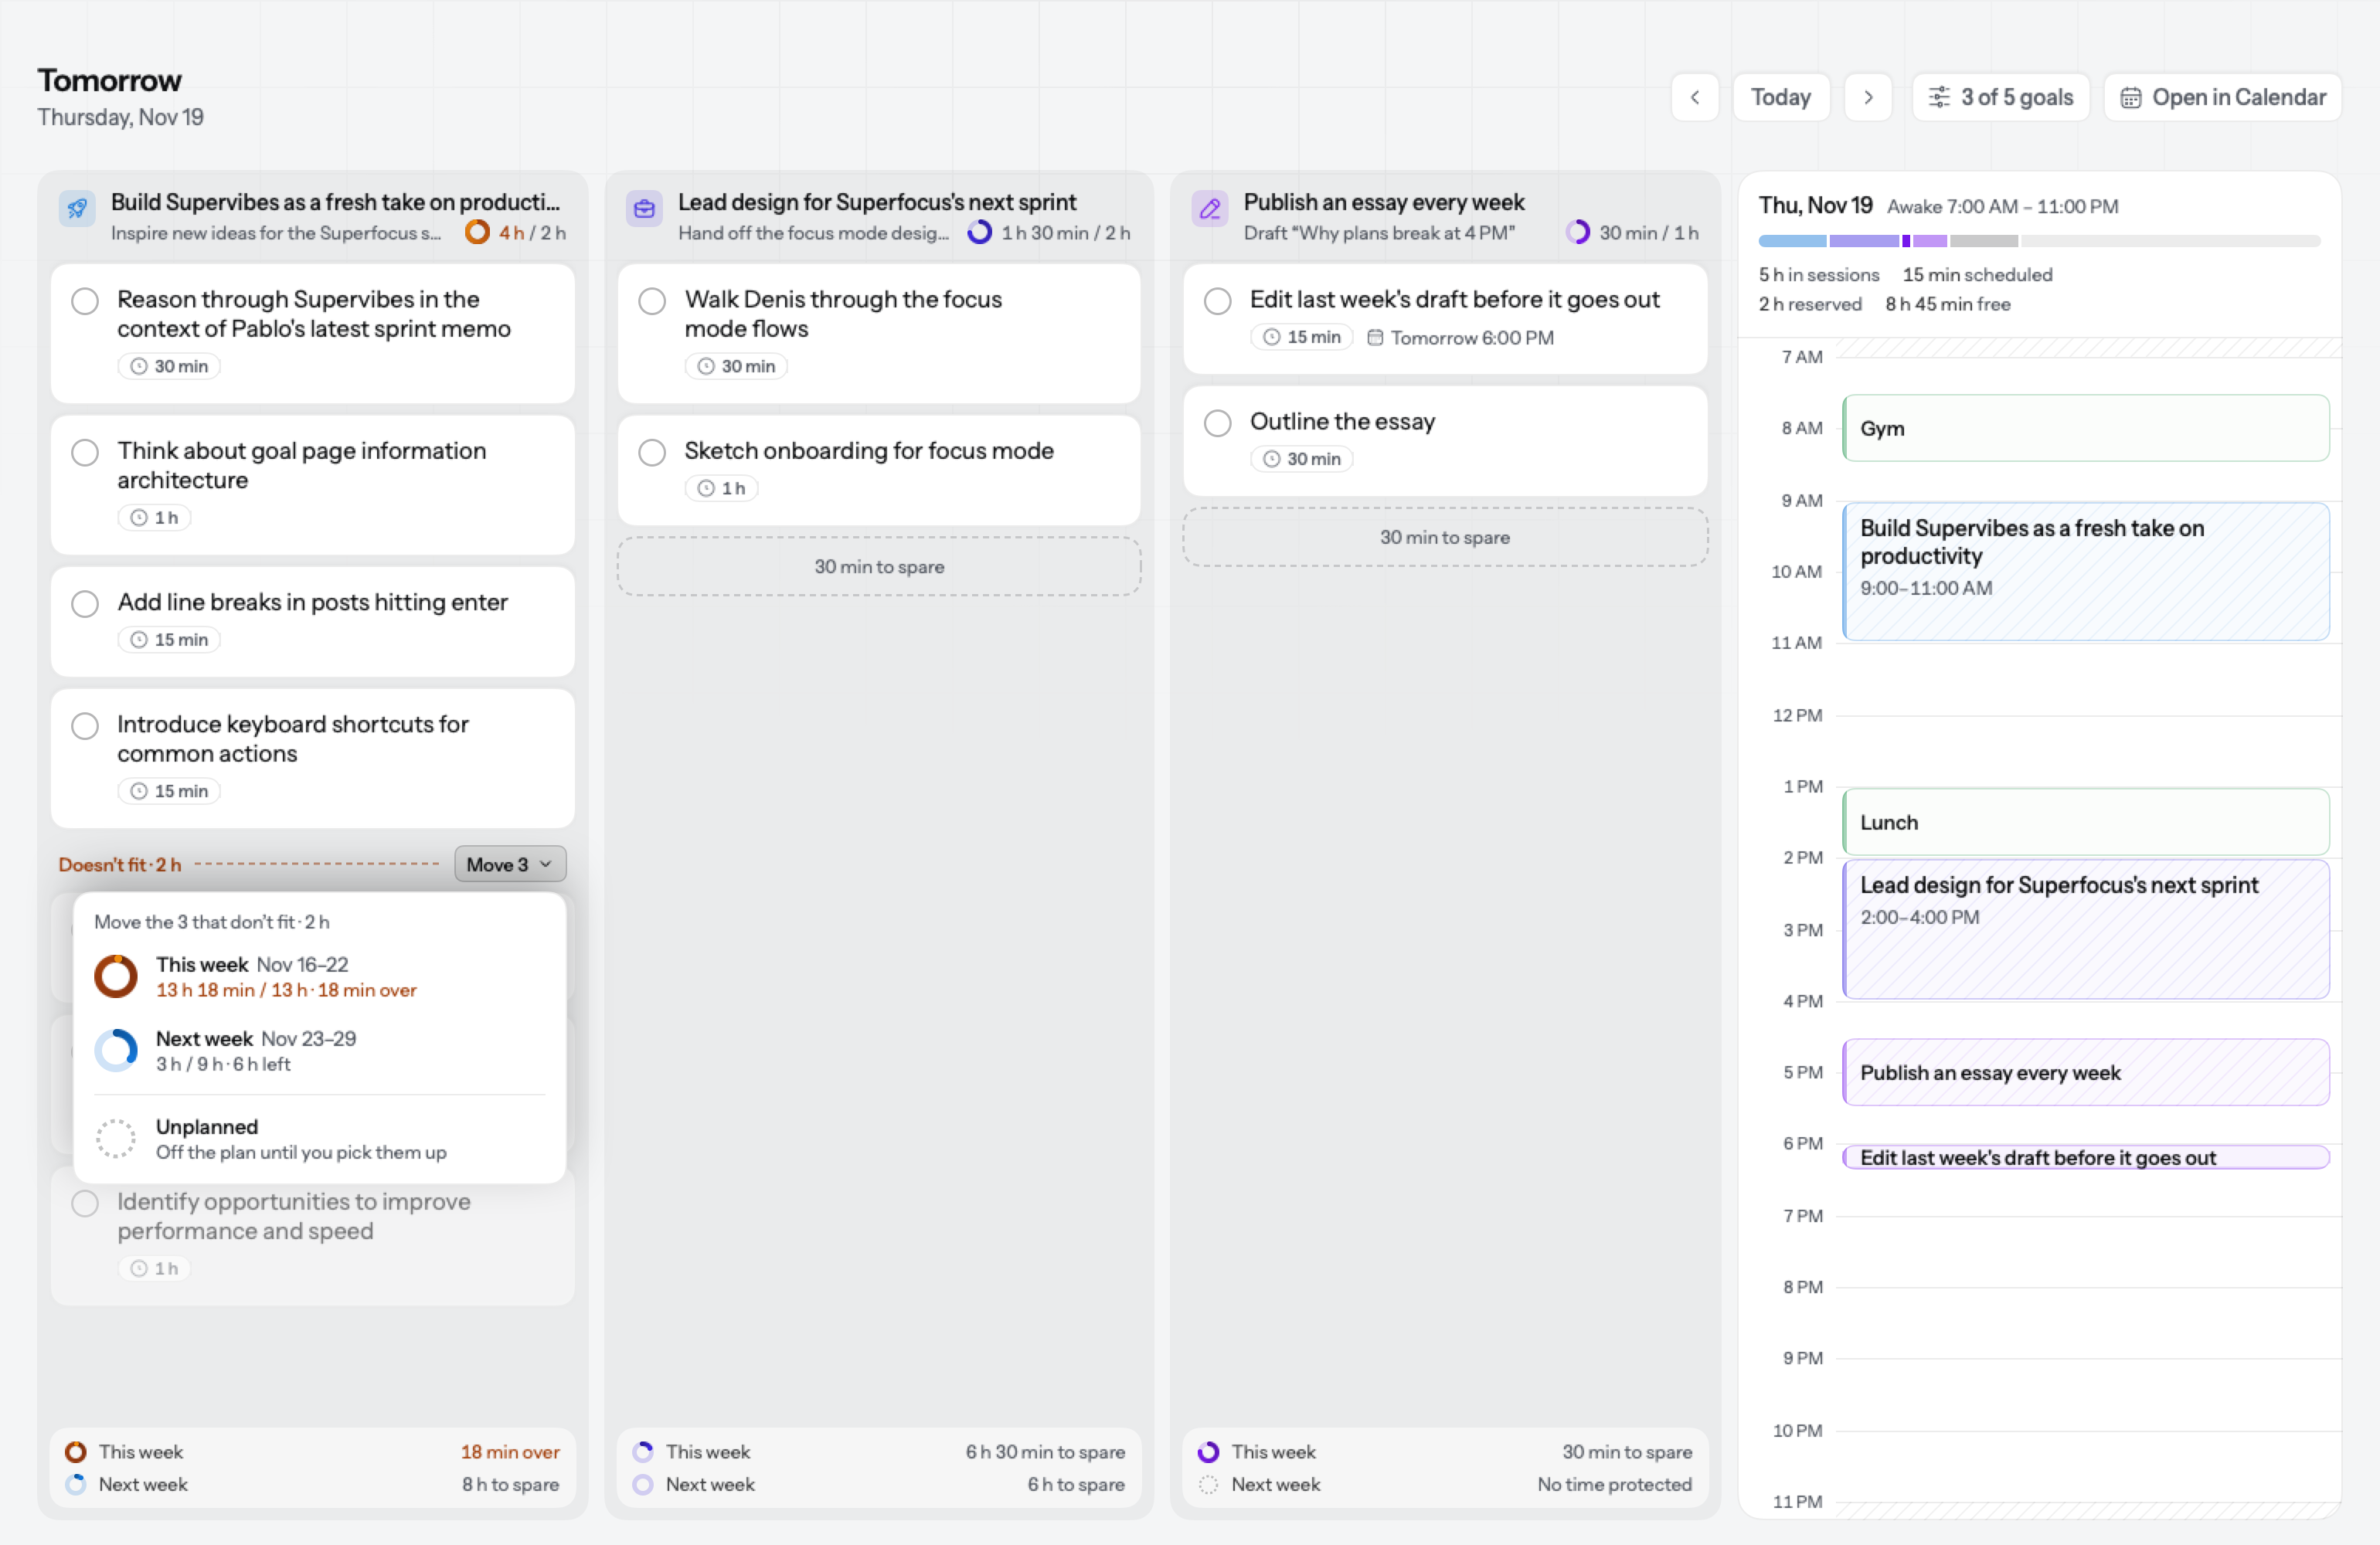 Tomorrow
Thursday, Nov 19
Today
3 of 5 goals
Open in Calendar
Build Supervibes as a fresh take on producti...
Inspire new ideas for the Superfocus s...
4 h / 2 h
Reason through Supervibes in the
context of Pablo's latest sprint memo
30 min
Think about goal page information
architecture
1 h
Add line breaks in posts hitting enter
15 min
Introduce keyboard shortcuts for
common actions
15 min
Doesn't fit · 2 h
Move 3
Move the 3 that don't fit · 2 h
This week Nov 16–22
13 h 18 min / 13 h · 18 min over
Next week Nov 23–29
3 h / 9 h · 6 h left
Unplanned
Off the plan until you pick them up
Identify opportunities to improve
performance and speed
1 h
This week 18 min over
Next week 8 h to spare
Lead design for Superfocus's next sprint
Hand off the focus mode desig...
1 h 30 min / 2 h
Walk Denis through the focus
mode flows
30 min
Sketch onboarding for focus mode
1 h
30 min to spare
This week 6 h 30 min to spare
Next week 6 h to spare
Publish an essay every week
Draft “Why plans break at 4 PM”
30 min / 1 h
Edit last week's draft before it goes out
15 min Tomorrow 6:00 PM
Outline the essay
30 min
30 min to spare
This week 30 min to spare
Next week No time protected
Thu, Nov 19 Awake 7:00 AM – 11:00 PM
5 h in sessions 15 min scheduled
2 h reserved 8 h 45 min free
7 AM
8 AM
Gym
9 AM
Build Supervibes as a fresh take on
productivity
10 AM
9:00–11:00 AM
11 AM
12 PM
1 PM
Lunch
2 PM
Lead design for Superfocus's next sprint
2:00–4:00 PM
3 PM
4 PM
5 PM
Publish an essay every week
6 PM
Edit last week's draft before it goes out
7 PM
8 PM
9 PM
10 PM
11 PM